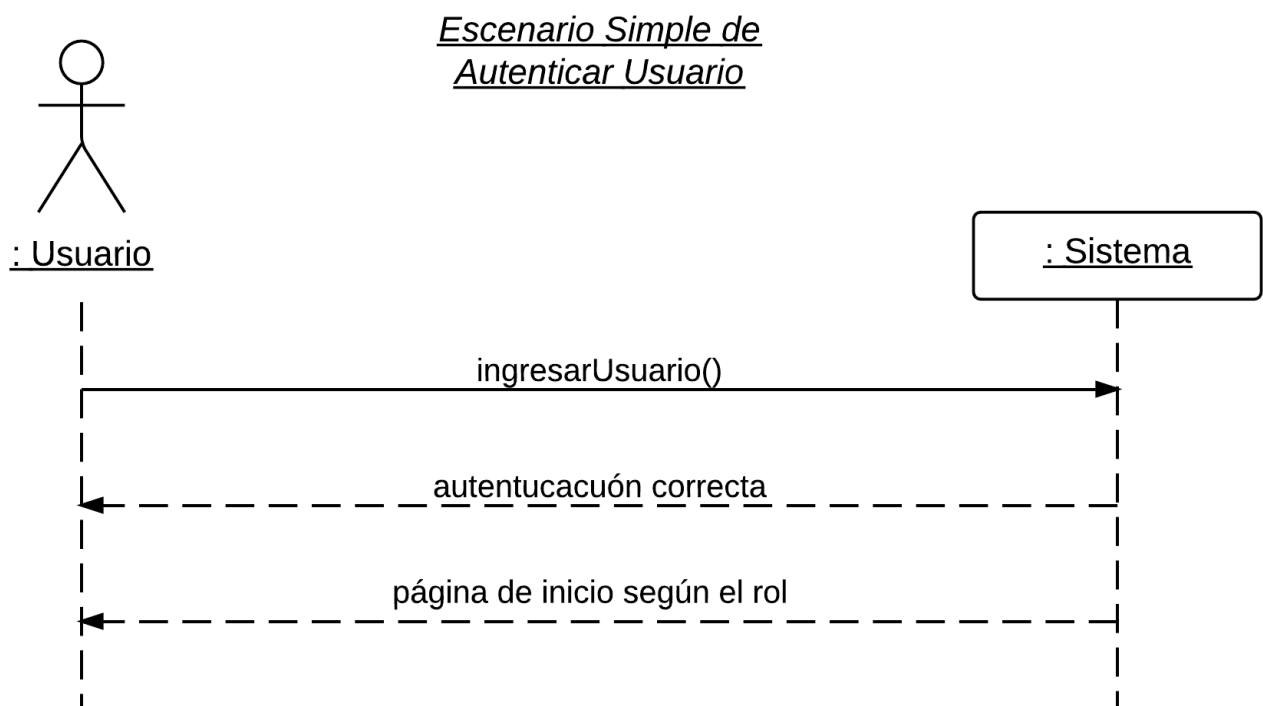 Escenario Simple de
Autenticar Usuario
: Usuario
: Sistema
ingresarUsuario()
autentucacuón correcta
página de inicio según el rol